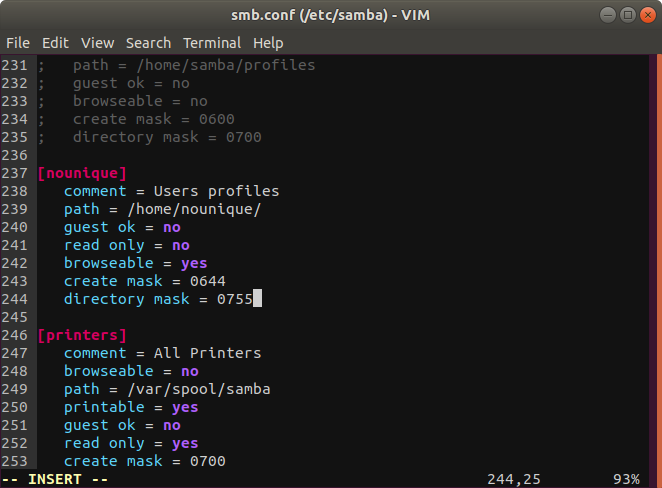 smb.conf (/etc/samba) - VIM
File Edit View Search Terminal Help
231 ;   path = /home/samba/profiles
232 ;   guest ok = no
233 ;   browseable = no
234 ;   create mask = 0600
235 ;   directory mask = 0700
236
237 [nounique]
238    comment = Users profiles
239    path = /home/nounique/
240    guest ok = no
241    read only = no
242    browseable = yes
243    create mask = 0644
244    directory mask = 0755
245
246 [printers]
247    comment = All Printers
248    browseable = no
249    path = /var/spool/samba
250    printable = yes
251    guest ok = no
252    read only = yes
253    create mask = 0700
-- INSERT -- 244,25 93%